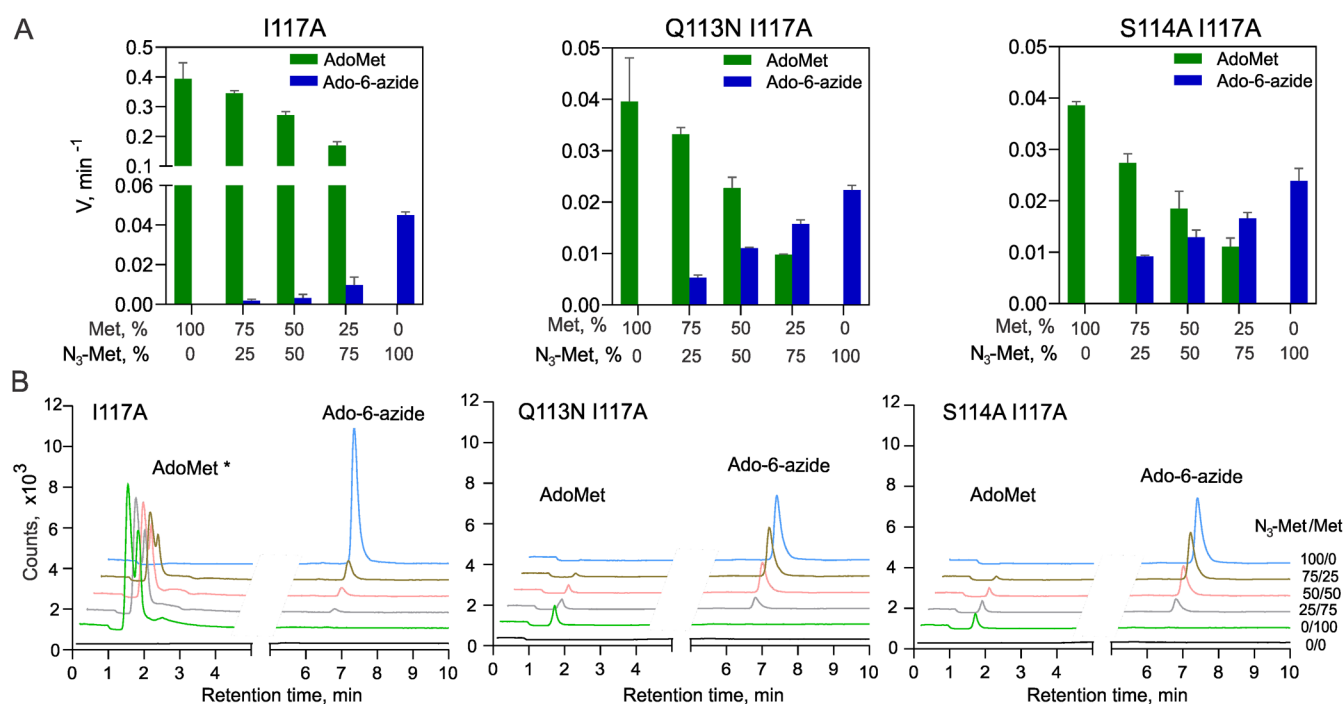 A
I117A
Q113N I117A
S114A I117A
0.5
0.4
0.3
0.2
0.1
0.06
0.04
0.02
0.00
V, min -1
AdoMet
Ado-6-azide
0.05
0.04
0.03
0.02
0.01
0.00
AdoMet
Ado-6-azide
0.05
0.04
0.03
0.02
0.01
0.00
AdoMet
Ado-6-azide
Met, % 100 75 50 25 0
N3-Met, % 0 25 50 75 100
Met, % 100 75 50 25 0
N3-Met, % 0 25 50 75 100
Met, % 100 75 50 25 0
N3-Met, % 0 25 50 75 100
B
I117A
Ado-6-azide
AdoMet *
12
10
8
6
4
2
0
Counts, x103
0 1 2 3 4 6 7 8 9 10
Retention time, min
Q113N I117A
Ado-6-azide
AdoMet
12
10
8
6
4
2
0
0 1 2 3 4 6 7 8 9 10
Retention time, min
S114A I117A
Ado-6-azide
AdoMet
12
10
8
6
4
2
0
0 1 2 3 4 6 7 8 9 10
Retention time, min
N3-Met/Met
100/0
75/25
50/50
25/75
0/100
0/0